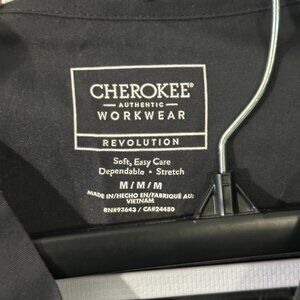 CHEROKEE®
AUTHENTIC
WORKWEAR
REVOLUTION
Soft, Easy Care
Dependable • Stretch
M / M / M
MADE IN/HECHO EN/FABRIQUÉ AU:
VIETNAM
RN#93643 / CA#24480